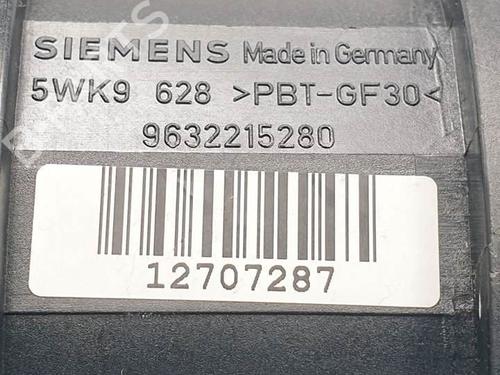 SIEMENS Made in Germany
5WK9 628 >PBT-GF30<
9632215280
12707287